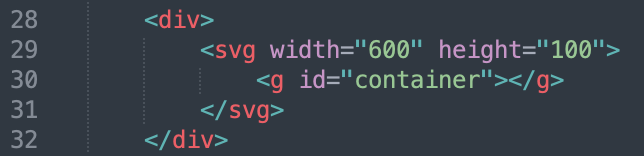 28 <div>
29 <svg width="600" height="100">
30 <g id="container"></g>
31 </svg>
32 </div>